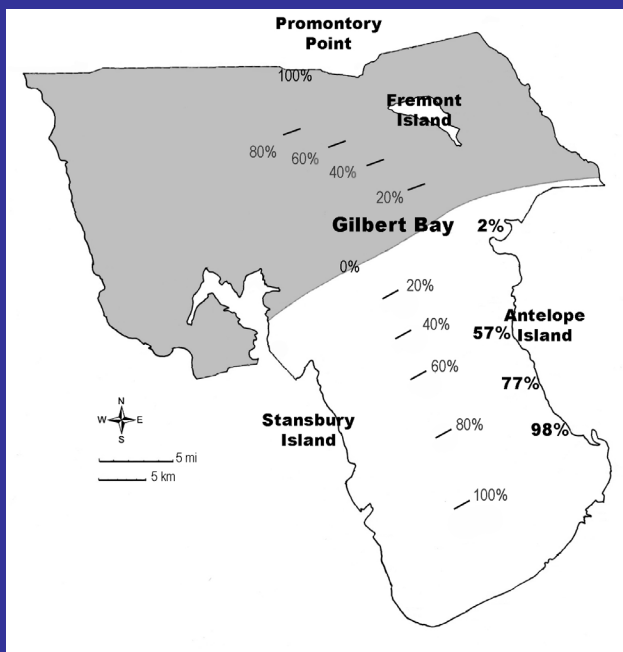 Promontory
Point
100%
Fremont
Island
80%
60%
40%
20%
Gilbert Bay
2%
0%
20%
Antelope
Island
40%
57%
60%
77%
Stansbury
Island
80%
98%
N
W
E
S
5 mi
5 km
100%